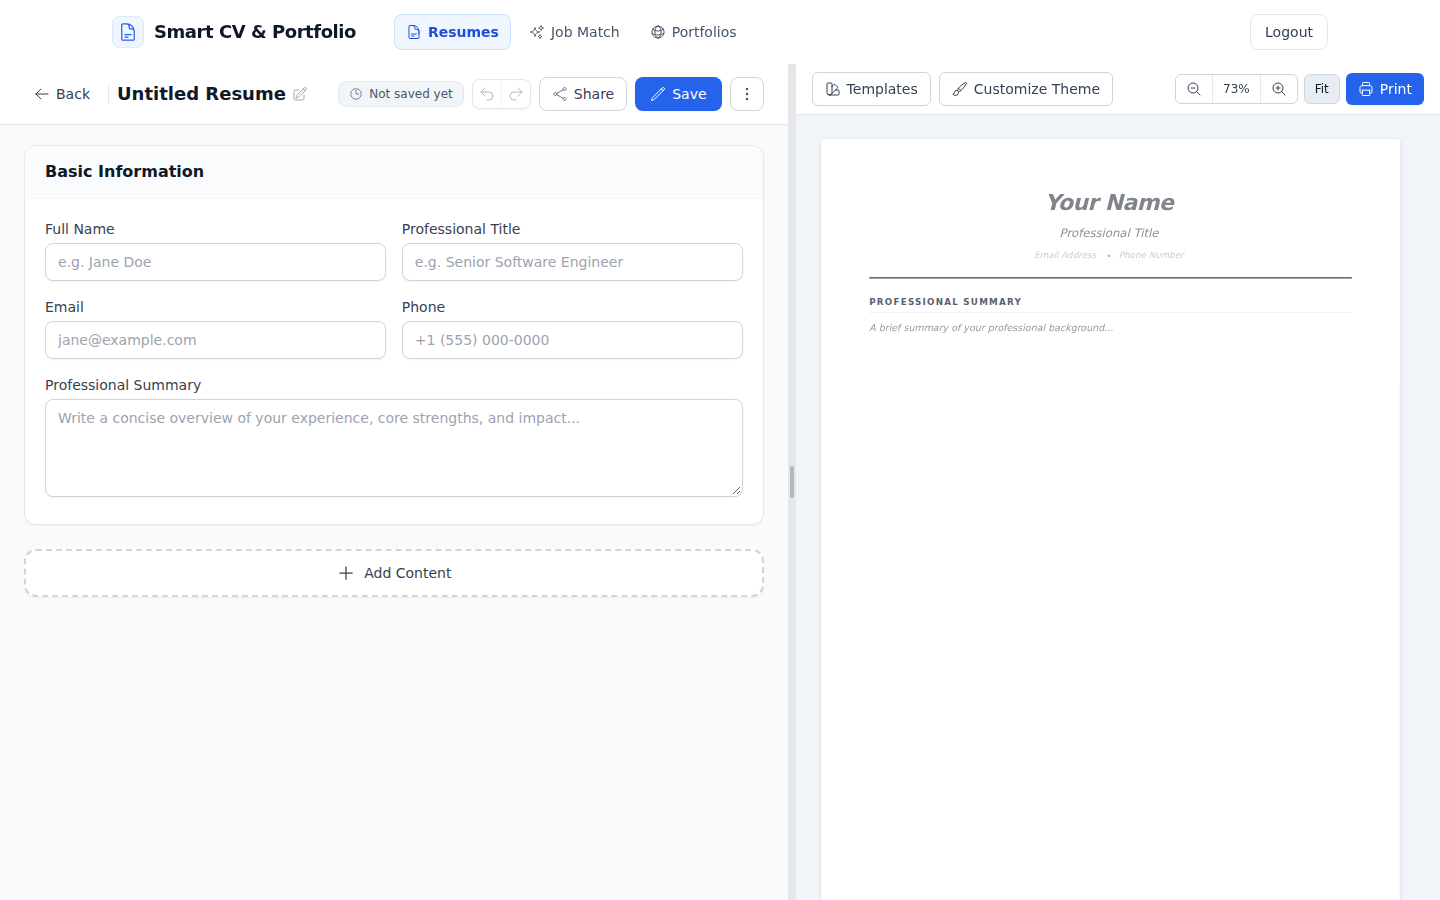 Smart CV & Portfolio
Resumes
Job Match
Portfolios
Logout
Back
Untitled Resume
Not saved yet
Share
Save
Templates
Customize Theme
73%
Fit
Print
Basic Information
Full Name
Professional Title
e.g. Jane Doe
e.g. Senior Software Engineer
Email
Phone
jane@example.com
+1 (555) 000-0000
Professional Summary
Write a concise overview of your experience, core strengths, and impact...
Add Content
Your Name
Professional Title
Email Address • Phone Number
PROFESSIONAL SUMMARY
A brief summary of your professional background...